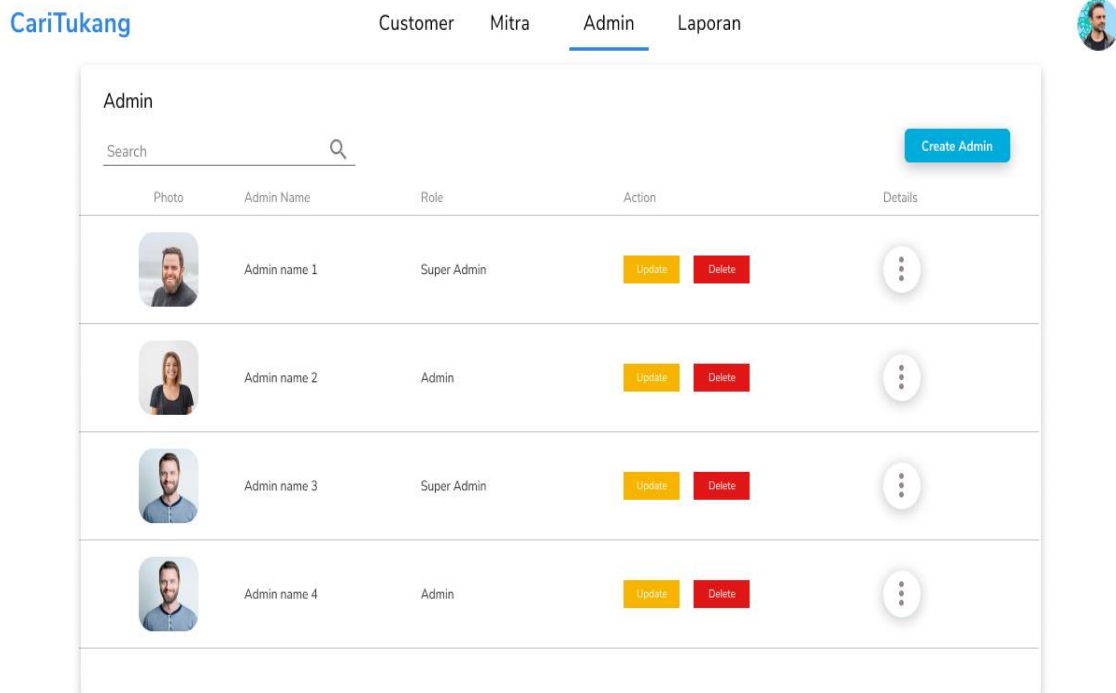 CariTukang Customer Mitra Admin Laporan
Admin
Search
Create Admin
Photo Admin Name Role Action Details
Admin name 1 Super Admin Update Delete
Admin name 2 Admin Update Delete
Admin name 3 Super Admin Update Delete
Admin name 4 Admin Update Delete